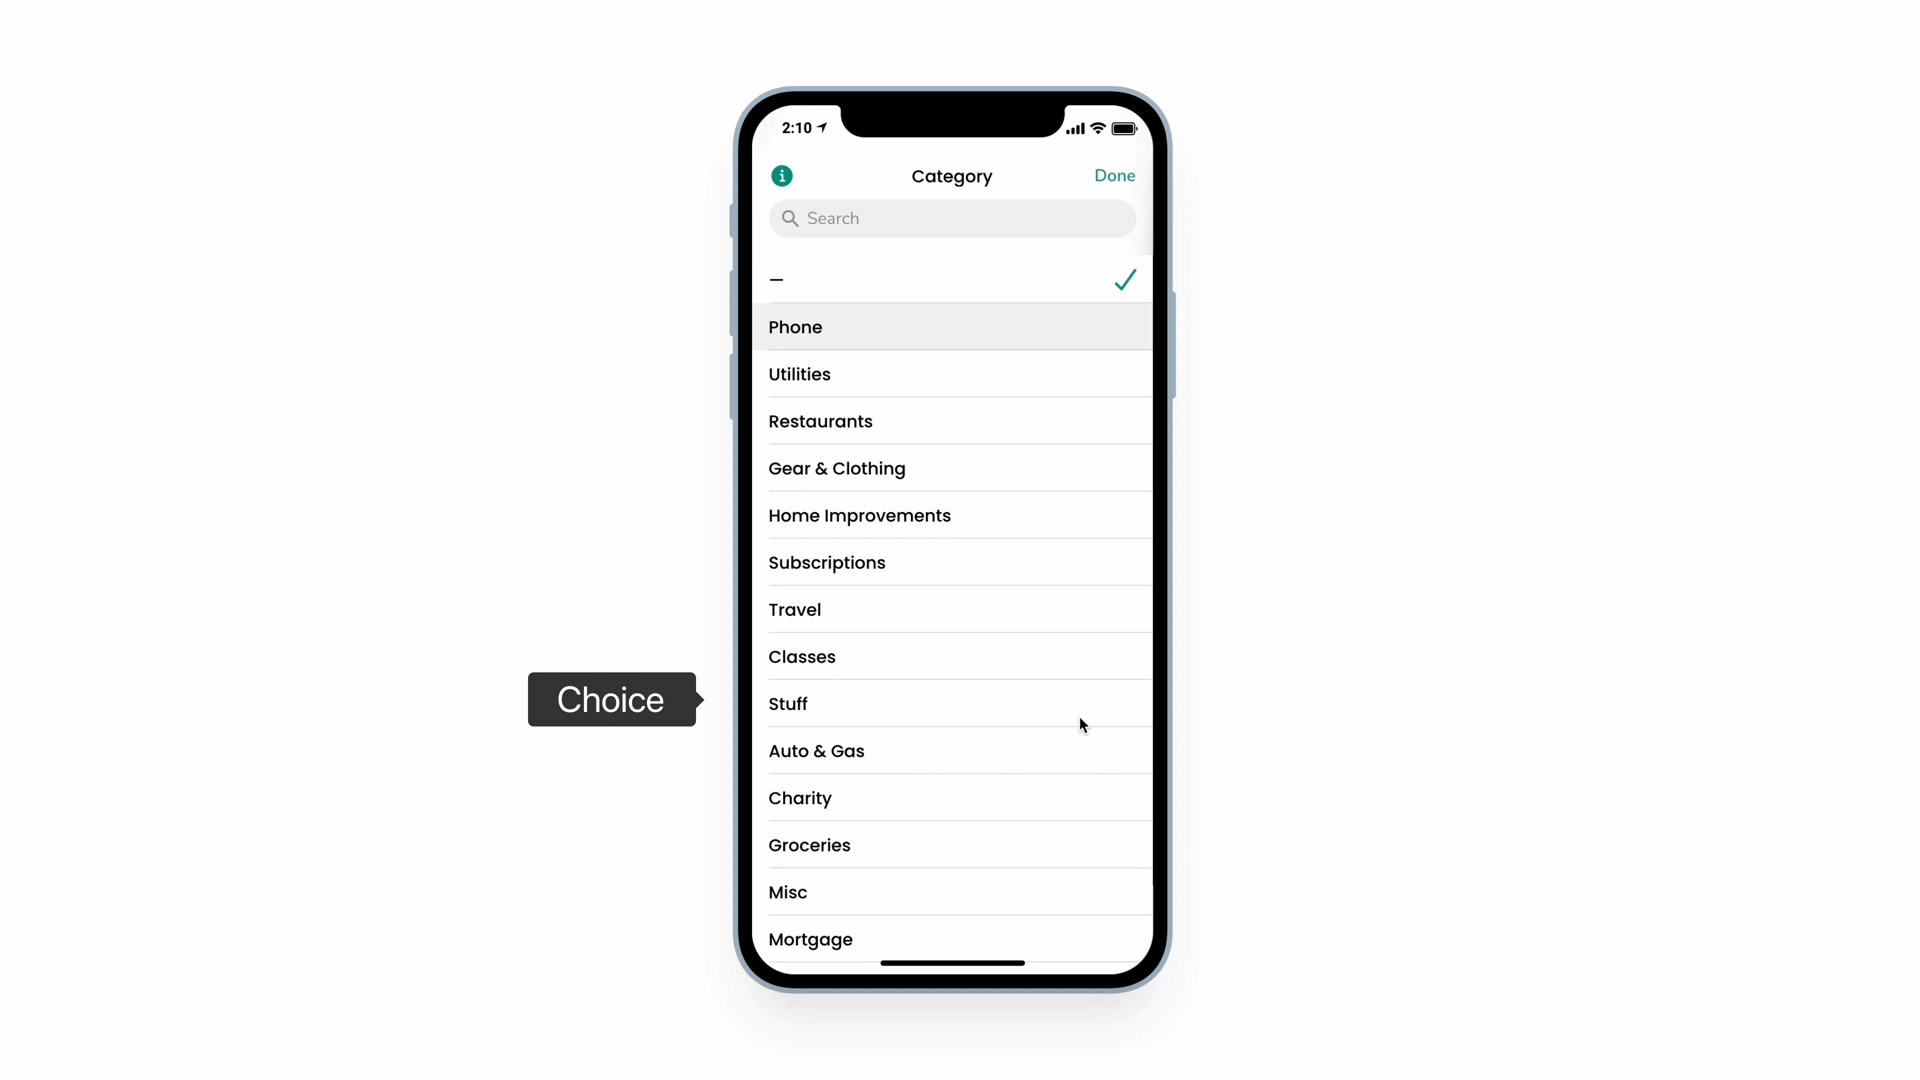 2:10
Category
Done
Search
–
Phone
Utilities
Restaurants
Gear & Clothing
Home Improvements
Subscriptions
Travel
Classes
Choice
Stuff
Auto & Gas
Charity
Groceries
Misc
Mortgage